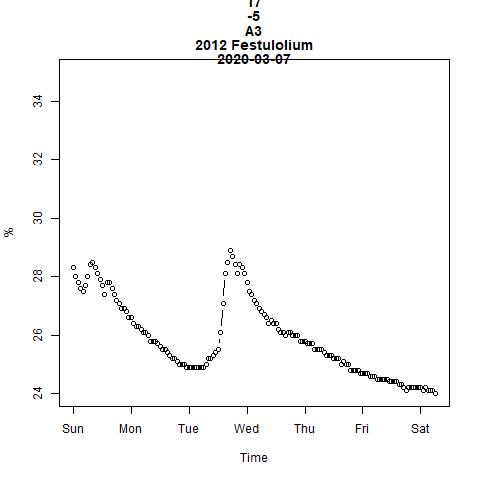 17
-5
A3
2012 Festulolium
2020-03-07
34
32
30
28
26
24
%
Sun Mon Tue Wed Thu Fri Sat
Time